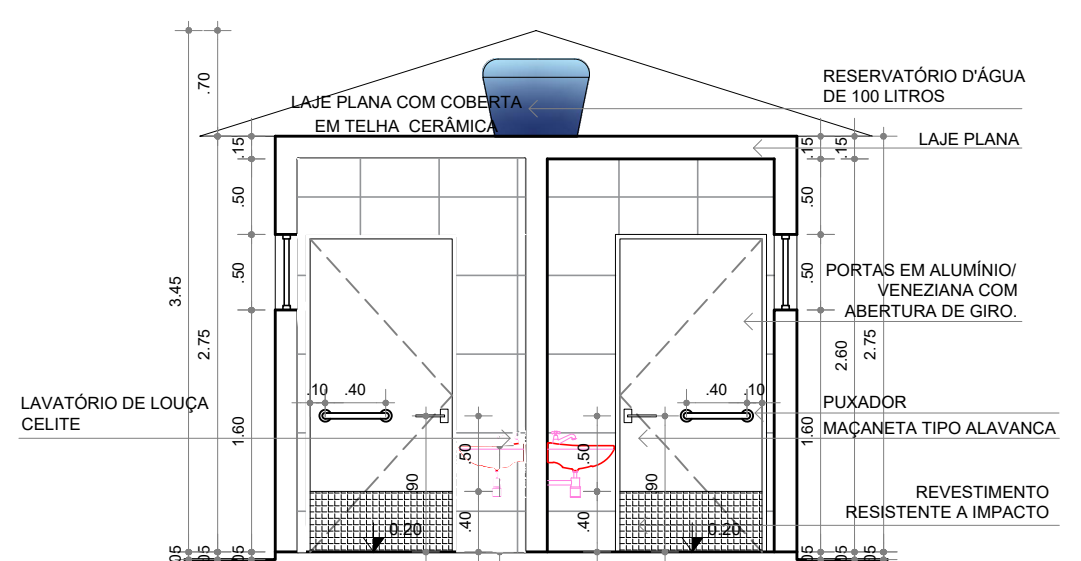 .70
LAJE PLANA COM COBERTA
EM TELHA CERÂMICA
RESERVATÓRIO D'ÁGUA
DE 100 LITROS
LAJE PLANA
.15
.15
.15
.50
.50
.50
.50
3.45
2.75
PORTAS EM ALUMÍNIO/
VENEZIANA COM
ABERTURA DE GIRO.
2.60
2.75
.10
.40
.40
.10
LAVATÓRIO DE LOUÇA
CELITE
PUXADOR
MAÇANETA TIPO ALAVANCA
1.60
1.60
.50
.50
.90
.90
.40
.40
REVESTIMENTO
RESISTENTE A IMPACTO
0.20
0.20
.05
.05
.05
.05
.05
.05